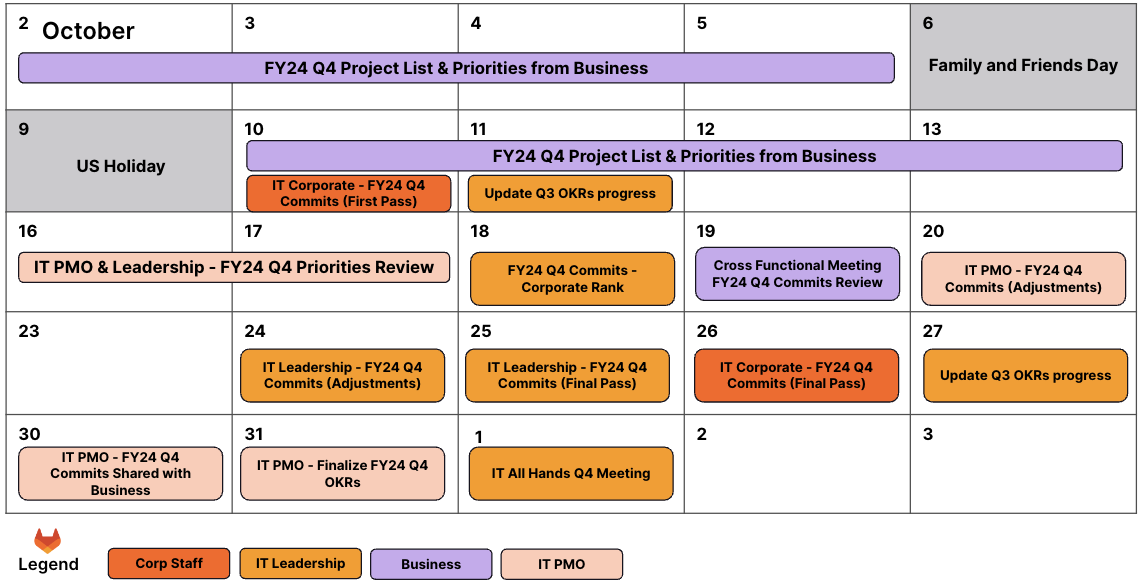 2 October
3
4
5
6
FY24 Q4 Project List & Priorities from Business
Family and Friends Day
9
10
11
12
13
US Holiday
FY24 Q4 Project List & Priorities from Business
IT Corporate - FY24 Q4
Commits (First Pass)
Update Q3 OKRs progress
16
17
18
19
20
IT PMO & Leadership - FY24 Q4 Priorities Review
FY24 Q4 Commits -
Corporate Rank
Cross Functional Meeting
FY24 Q4 Commits Review
IT PMO - FY24 Q4
Commits (Adjustments)
23
24
25
26
27
IT Leadership - FY24 Q4
Commits (Adjustments)
IT Leadership - FY24 Q4
Commits (Final Pass)
IT Corporate - FY24 Q4
Commits (Final Pass)
Update Q3 OKRs progress
30
31
1
2
3
IT PMO - FY24 Q4
Commits Shared with
Business
IT PMO - Finalize FY24 Q4
OKRs
IT All Hands Q4 Meeting
Legend
Corp Staff
IT Leadership
Business
IT PMO